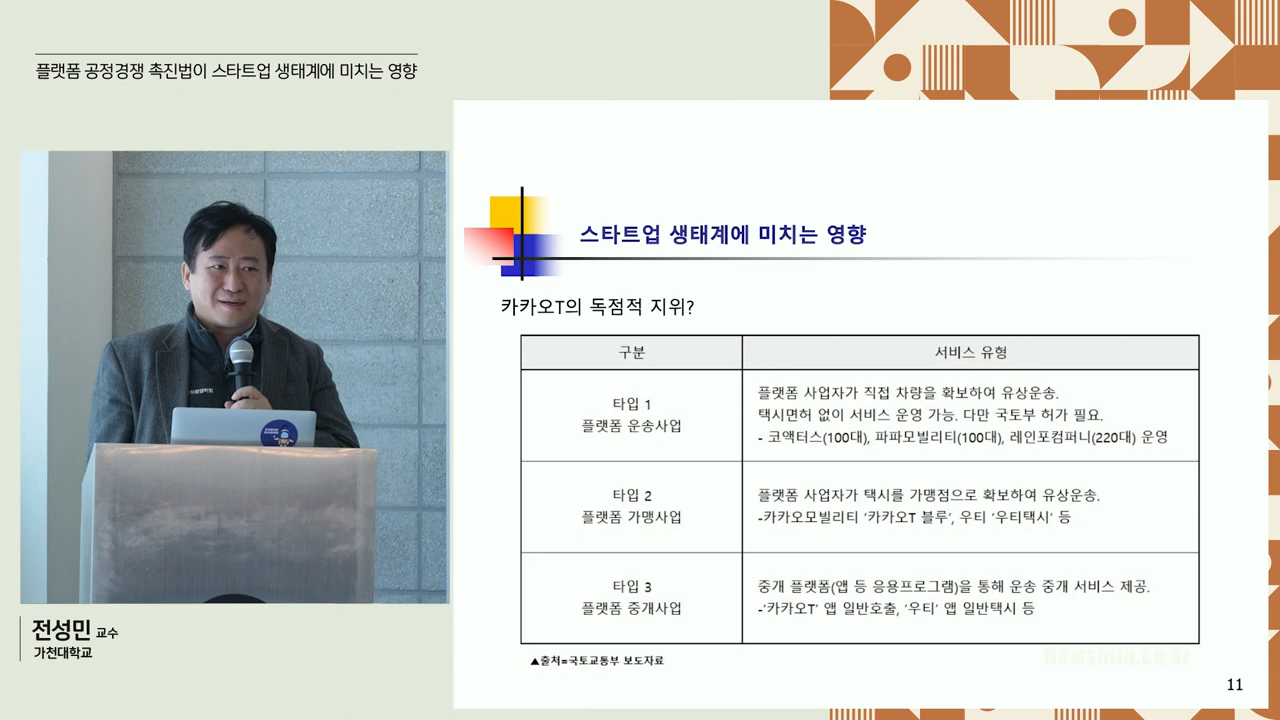 플랫폼 공정경쟁 촉진법이 스타트업 생태계에 미치는 영향
스타트업 생태계에 미치는 영향
카카오T의 독점적 지위?
구분
서비스 유형
타입 1
플랫폼 운송사업
플랫폼 사업자가 직접 차량을 확보하여 유상운송.
택시면허 없이 서비스 운영 가능. 다만 국토부 허가 필요.
- 코액터스(100대), 파파모빌리티(100대), 레인포컴퍼니(220대) 운영
타입 2
플랫폼 가맹사업
플랫폼 사업자가 택시를 가맹점으로 확보하여 유상운송.
-카카오모빌리티 ‘카카오T 블루’, 우티 ‘우티택시’ 등
타입 3
플랫폼 중개사업
중개 플랫폼(앱 등 응용프로그램)을 통해 운송 중개 서비스 제공.
-‘카카오T’ 앱 일반호출, ‘우티’ 앱 일반택시 등
▲출처=국토교통부 보도자료
11
전성민 교수
가천대학교